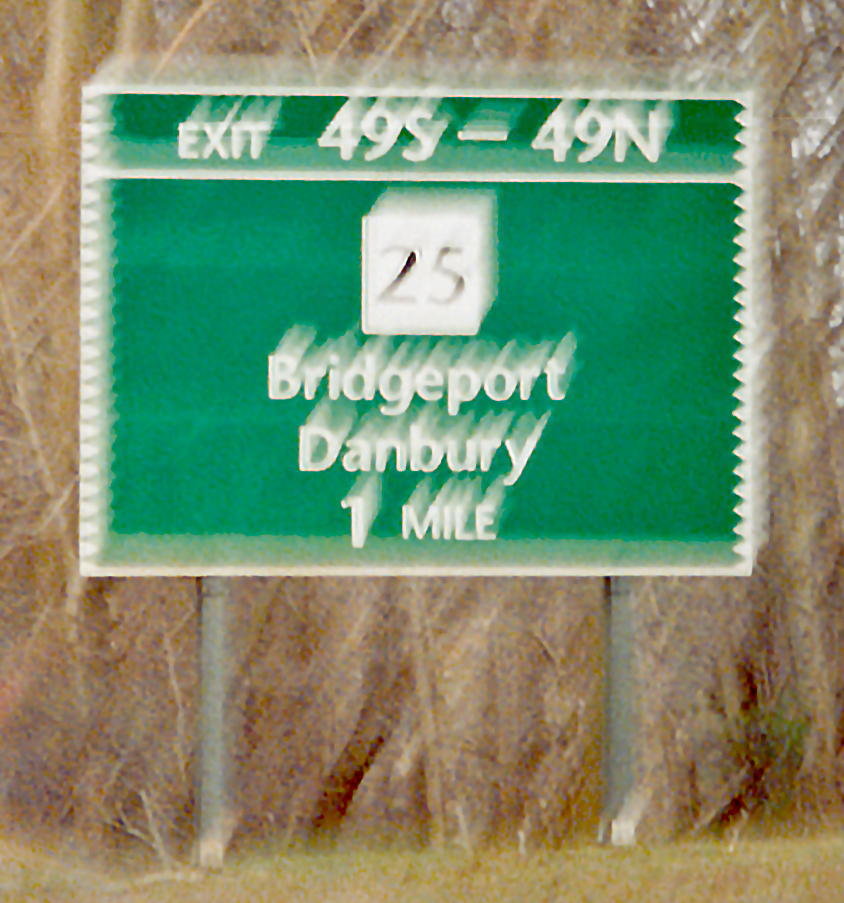 EXIT 49S – 49N
25
Bridgeport
Danbury
1 MILE